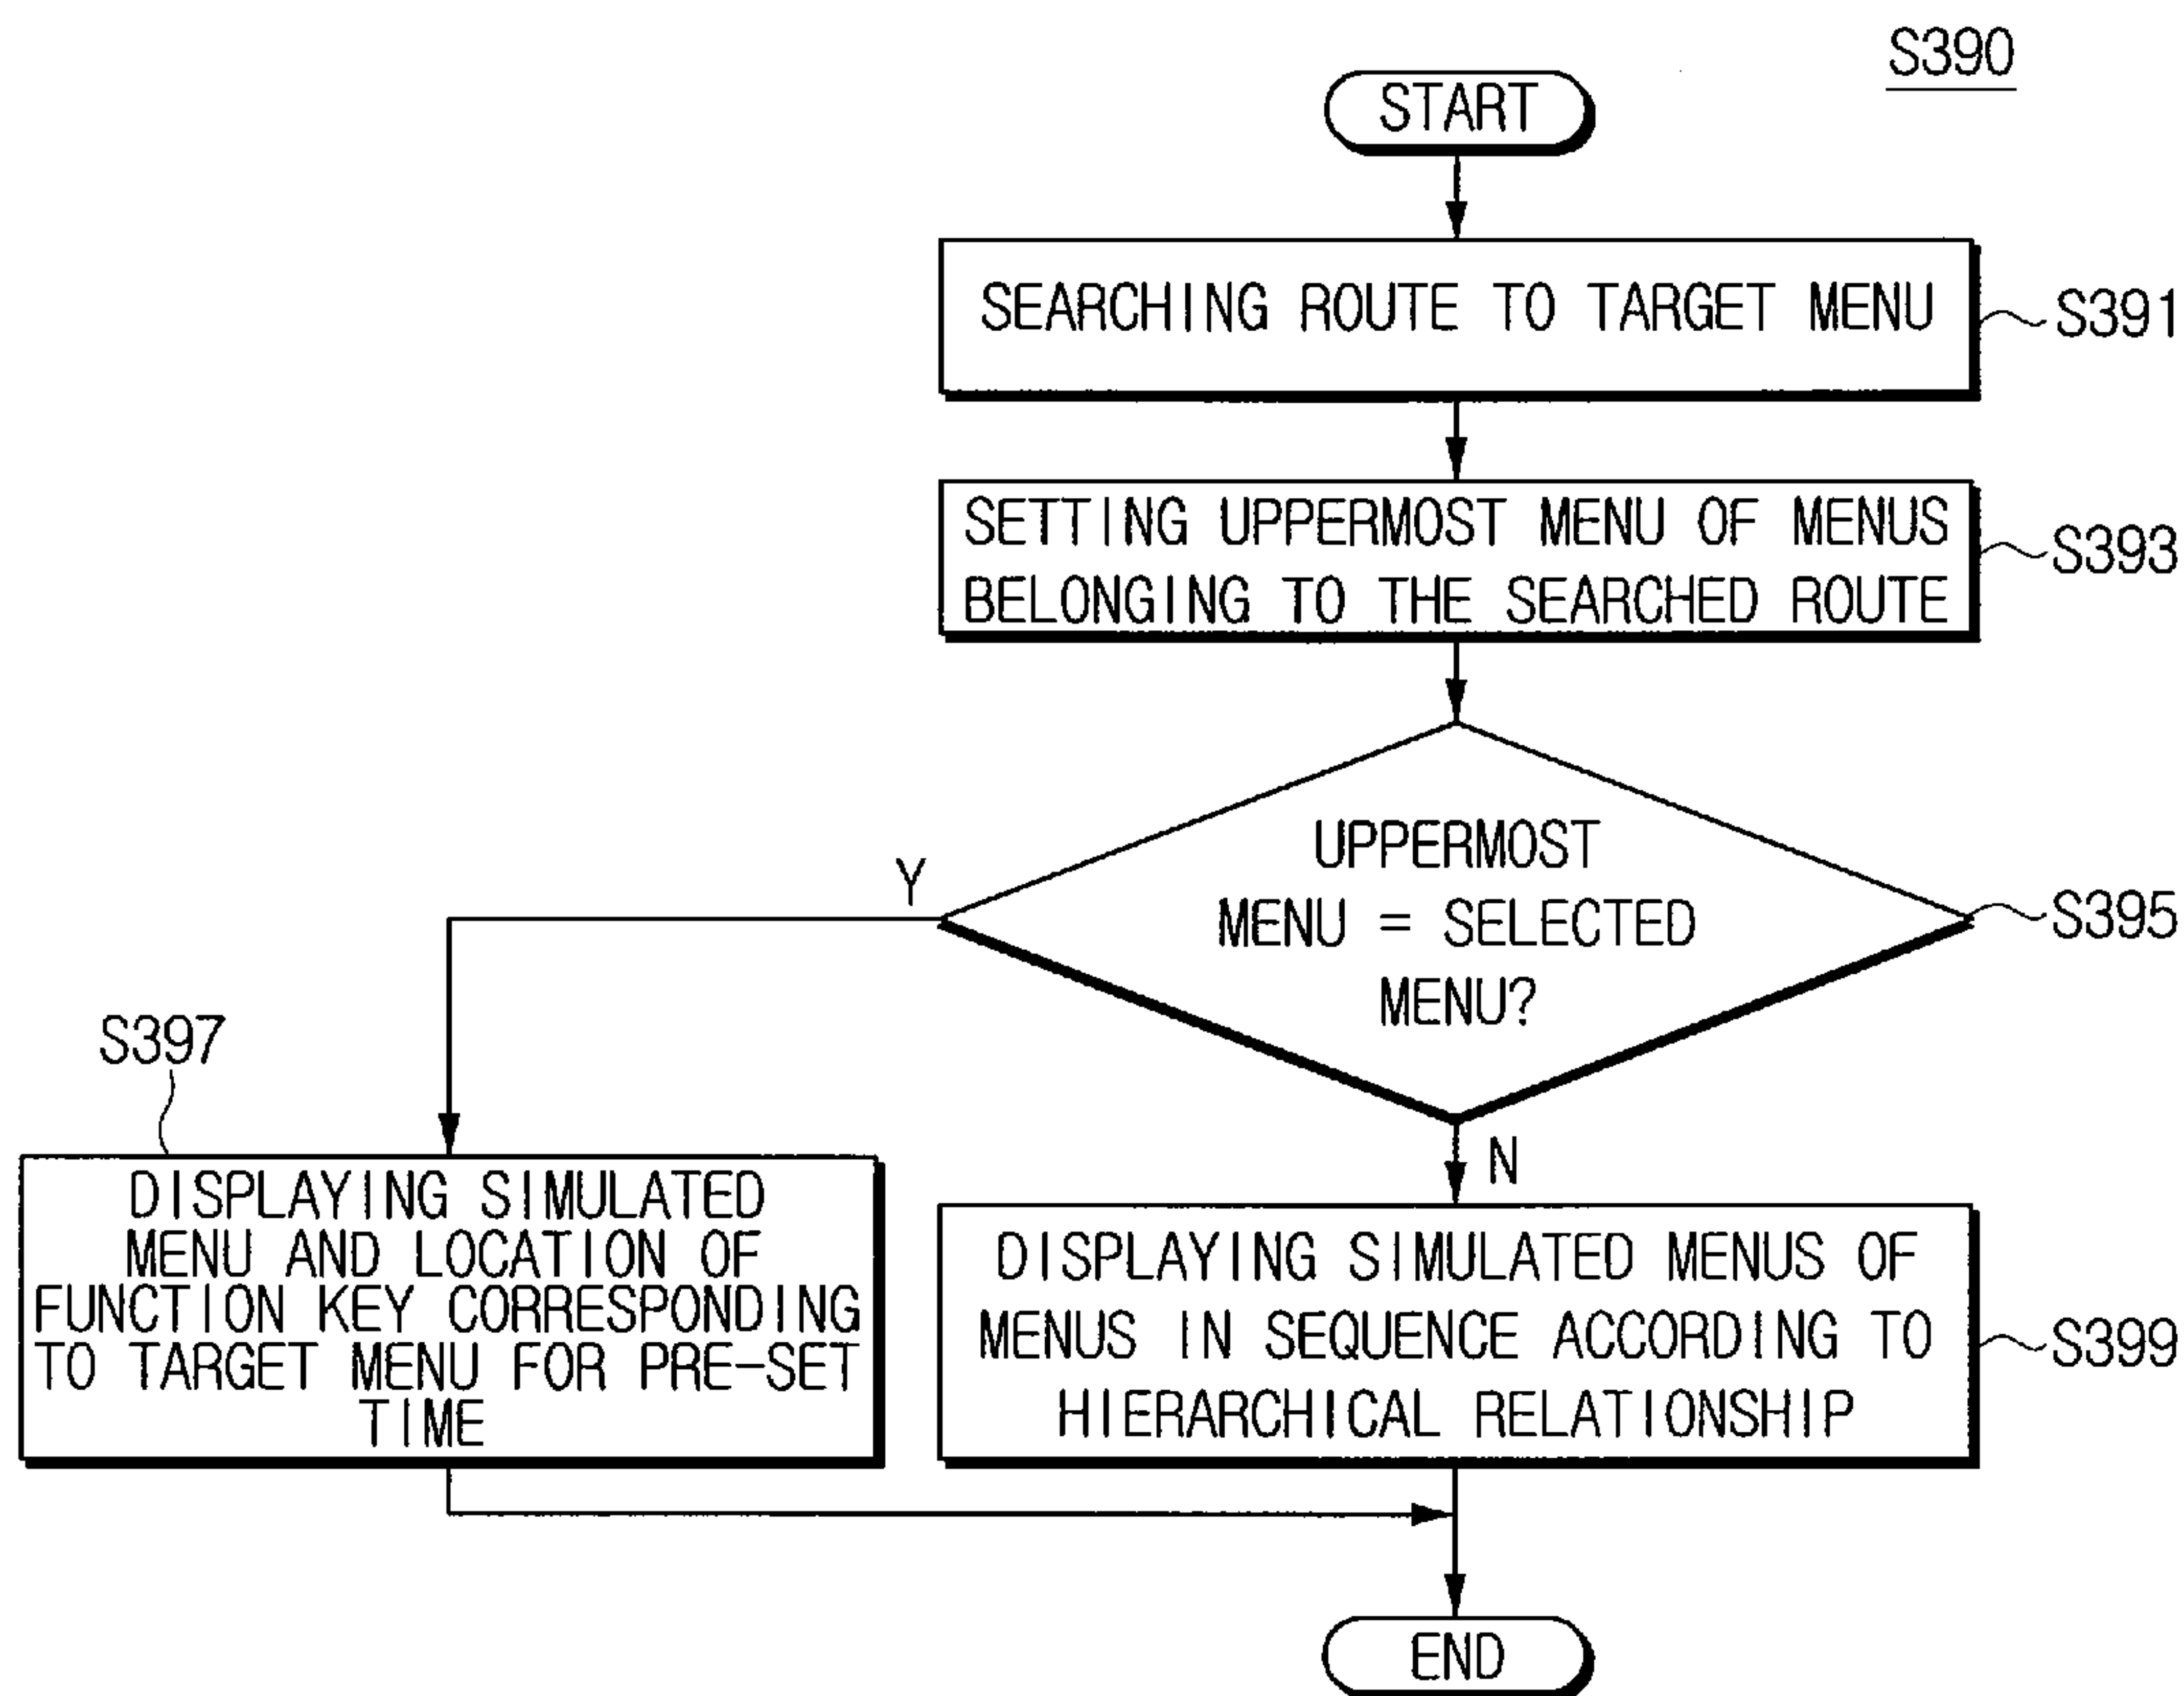 S390
START
SEARCHING ROUTE TO TARGET MENU
S391
SETTING UPPERMOST MENU OF MENUS
BELONGING TO THE SEARCHED ROUTE
S393
UPPERMOST
MENU = SELECTED
MENU?
S395
Y
N
S397
DISPLAYING SIMULATED
MENU AND LOCATION OF
FUNCTION KEY CORRESPONDING
TO TARGET MENU FOR PRE-SET
TIME
DISPLAYING SIMULATED MENUS OF
MENUS IN SEQUENCE ACCORDING TO
HIERARCHICAL RELATIONSHIP
S399
END